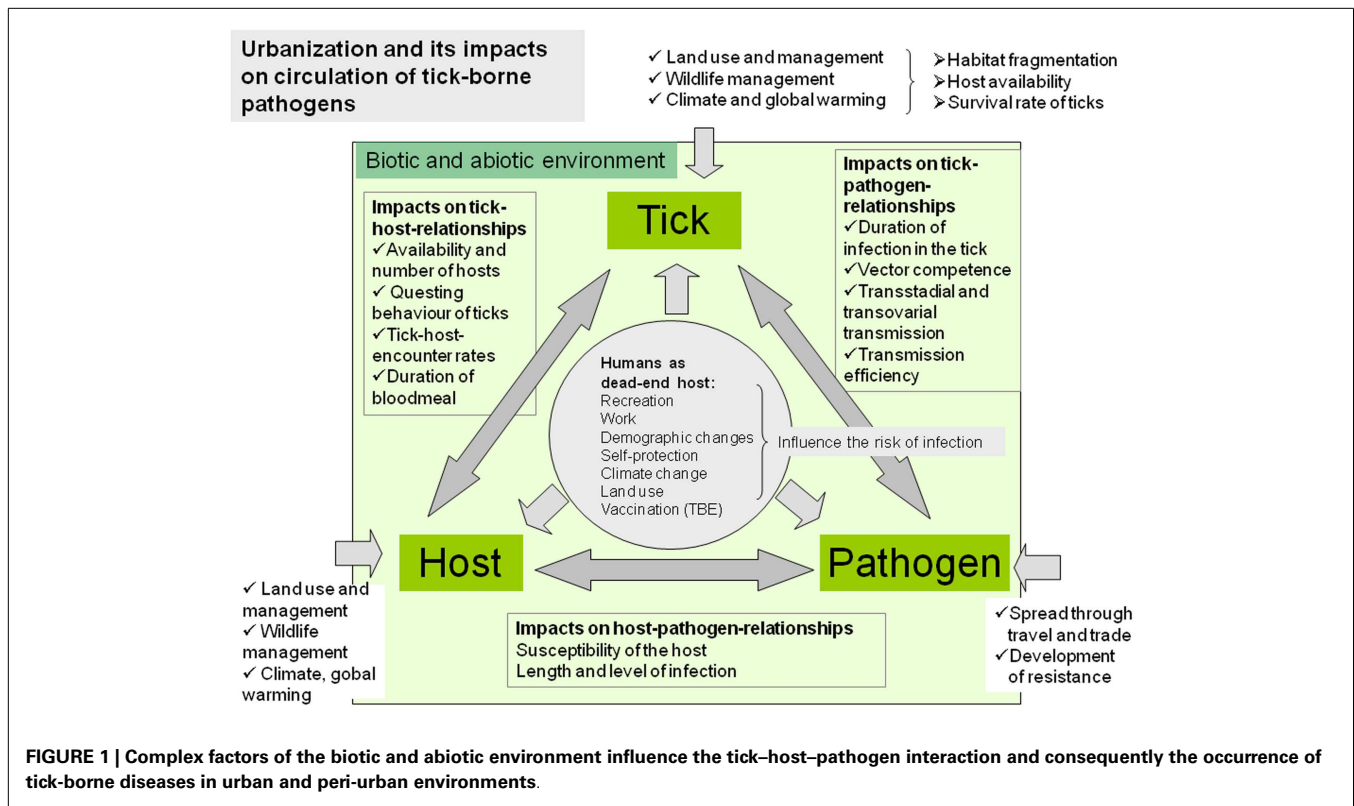 Urbanization and its impacts
on circulation of tick-borne
pathogens
✓ Land use and management
✓ Wildlife management
✓ Climate and global warming
➢Habitat fragmentation
➢Host availability
➢Survival rate of ticks
Biotic and abiotic environment
Impacts on tick-
host-relationships
✓Availability and
number of hosts
✓ Questing
behaviour of ticks
✓Tick-host-
encounter rates
✓Duration of
bloodmeal
Tick
Impacts on tick-
pathogen-
relationships
✓Duration of
infection in the tick
✓Vector competence
✓Transstadial and
transovarial
transmission
✓Transmission
efficiency
Humans as
dead-end host:
Recreation
Work
Demographic changes
Self-protection
Climate change
Land use
Vaccination (TBE)
Influence the risk of infection
Host
Pathogen
✓ Land use and
management
✓ Wildlife
management
✓ Climate, gobal
warming
Impacts on host-pathogen-relationships
Susceptibility of the host
Length and level of infection
✓Spread through
travel and trade
✓Development
of resistance
FIGURE 1 | Complex factors of the biotic and abiotic environment influence the tick–host–pathogen interaction and consequently the occurrence of
tick-borne diseases in urban and peri-urban environments.